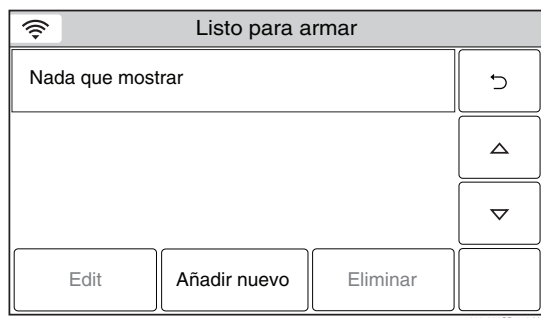 Listo para armar
Nada que mostrar
Edit
Añadir nuevo
Eliminar